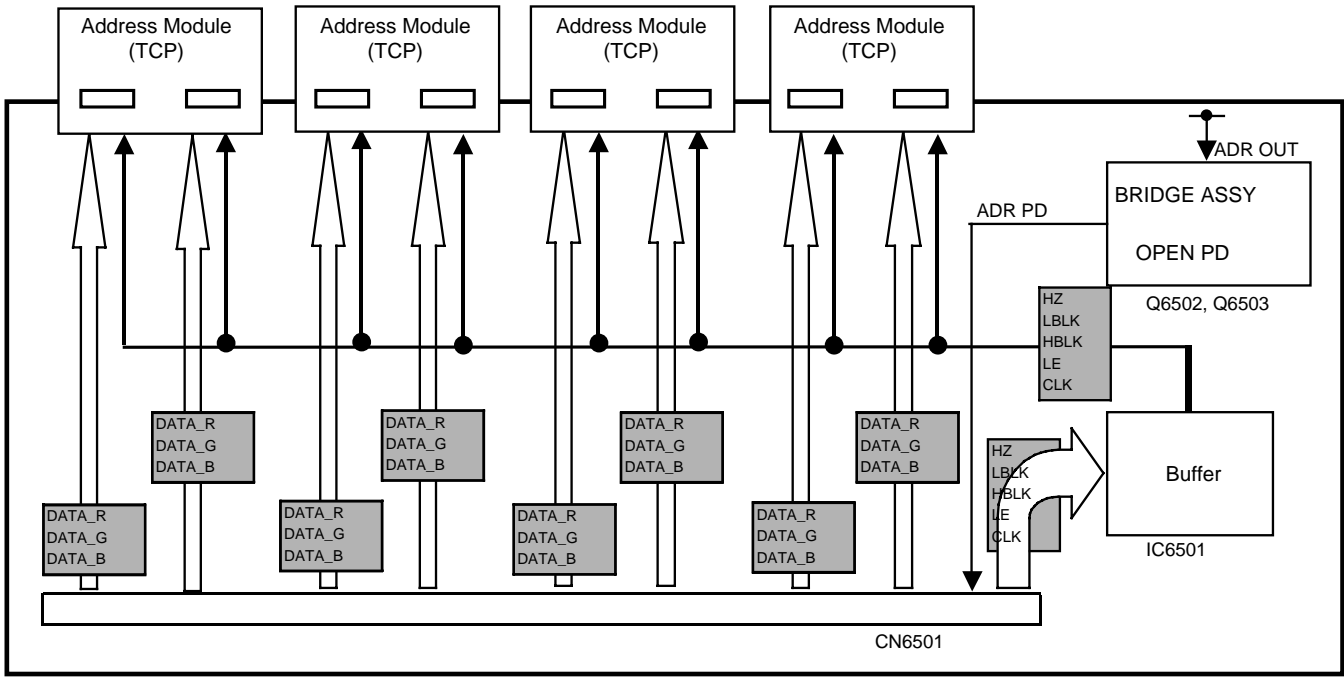 Address Module
(TCP)
Address Module
(TCP)
Address Module
(TCP)
Address Module
(TCP)
ADR OUT
BRIDGE ASSY
OPEN PD
Q6502, Q6503
ADR PD
HZ
LBLK
HBLK
LE
CLK
DATA_R
DATA_G
DATA_B
DATA_R
DATA_G
DATA_B
DATA_R
DATA_G
DATA_B
DATA_R
DATA_G
DATA_B
DATA_R
DATA_G
DATA_B
DATA_R
DATA_G
DATA_B
DATA_R
DATA_G
DATA_B
DATA_R
DATA_G
DATA_B
HZ
LBLK
HBLK
LE
CLK
Buffer
IC6501
CN6501